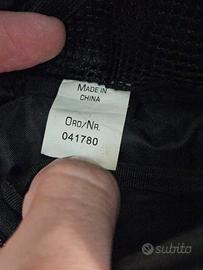 MADE IN
CHINA
ORD/NR.
041780
subito